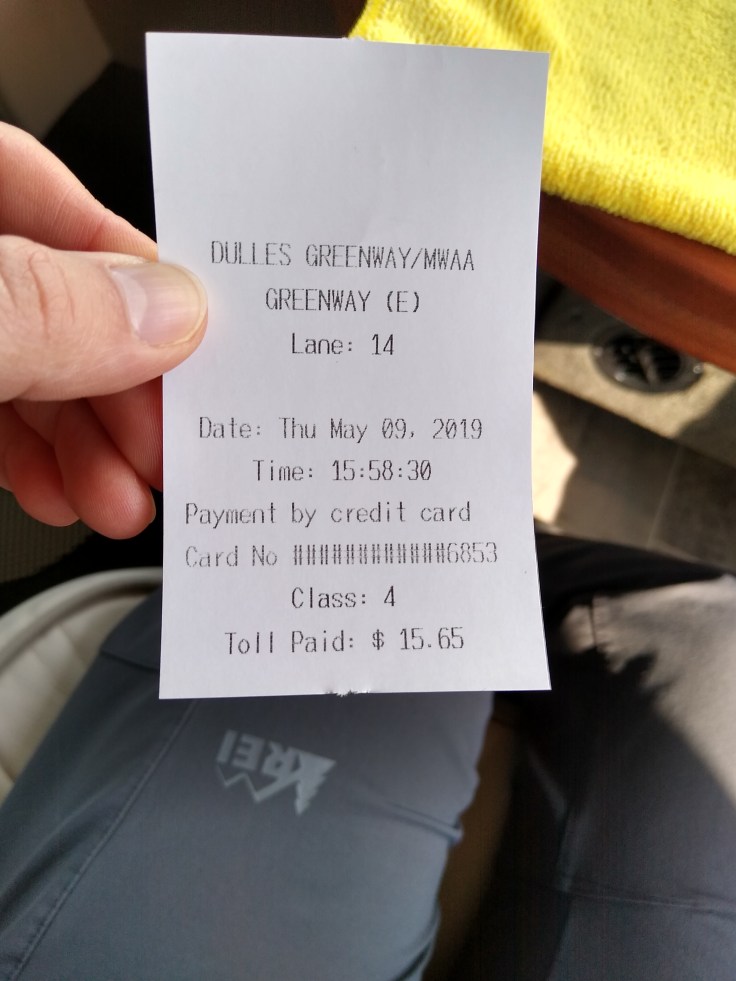 DULLES GREENWAY/MWAA
GREENWAY (E)
Lane: 14
Date: Thu May 09, 2019
Time: 15:58:30
Payment by credit card
Card No ############6853
Class: 4
Toll Paid: $ 15.65
REI